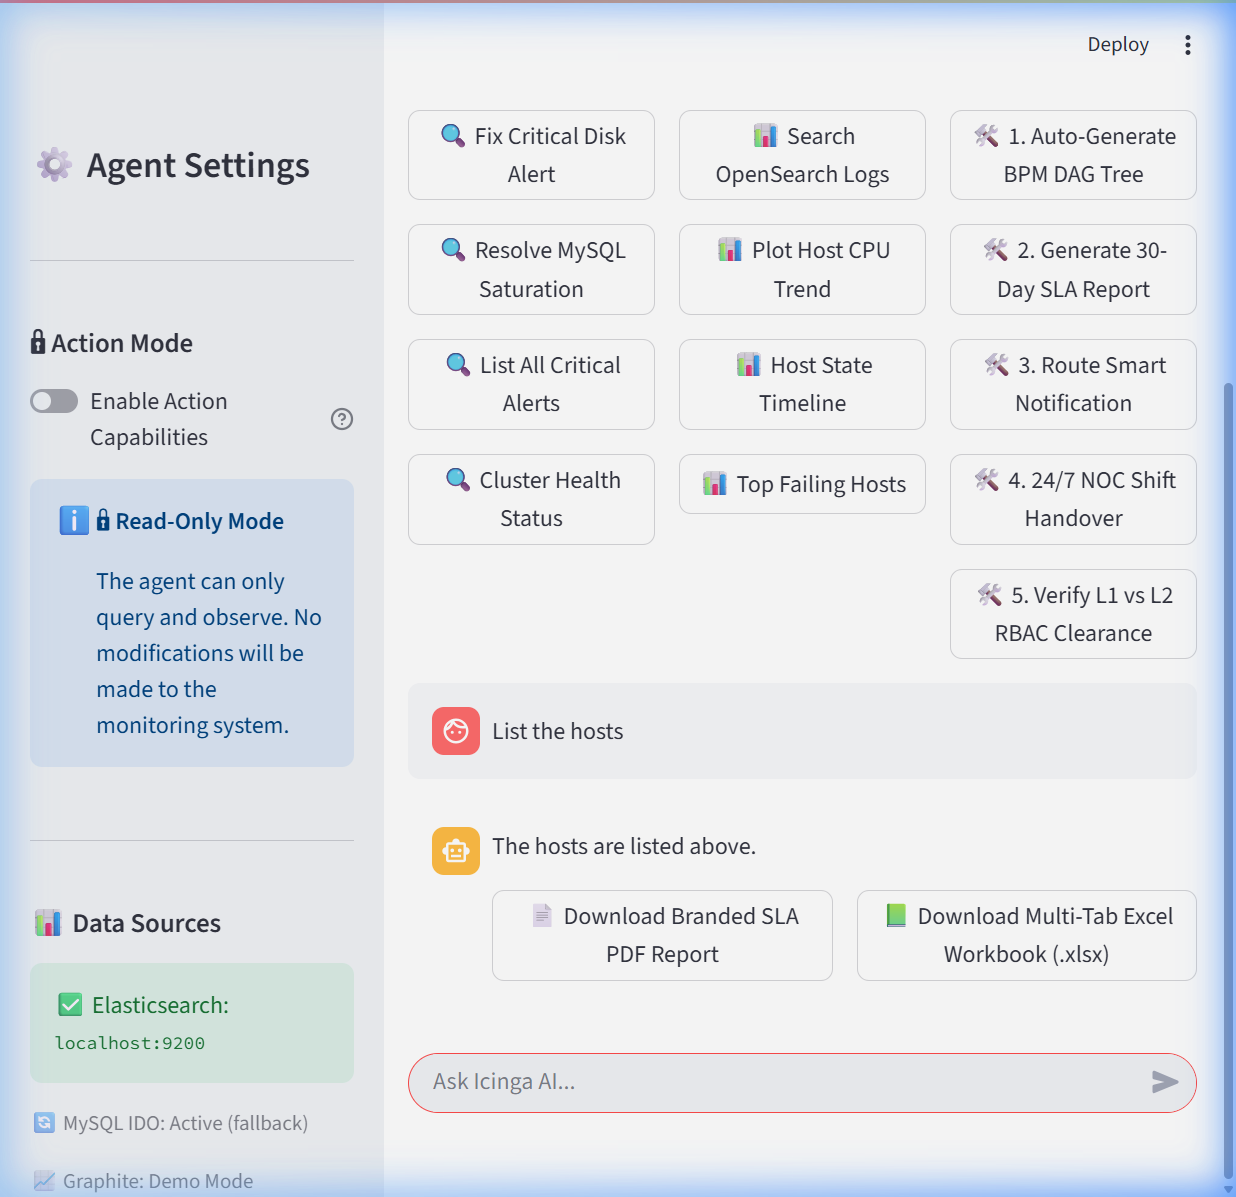 Deploy
Agent Settings
Action Mode
Enable Action
Capabilities
Read-Only Mode
The agent can only
query and observe. No
modifications will be
made to the
monitoring system.
Data Sources
Elasticsearch:
localhost:9200
MySQL IDO: Active (fallback)
Graphite: Demo Mode
Fix Critical Disk
Alert
Search
OpenSearch Logs
1. Auto-Generate
BPM DAG Tree
Resolve MySQL
Saturation
Plot Host CPU
Trend
2. Generate 30-
Day SLA Report
List All Critical
Alerts
Host State
Timeline
3. Route Smart
Notification
Cluster Health
Status
Top Failing Hosts
4. 24/7 NOC Shift
Handover
5. Verify L1 vs L2
RBAC Clearance
List the hosts
The hosts are listed above.
Download Branded SLA
PDF Report
Download Multi-Tab Excel
Workbook (.xlsx)
Ask Icinga AI...